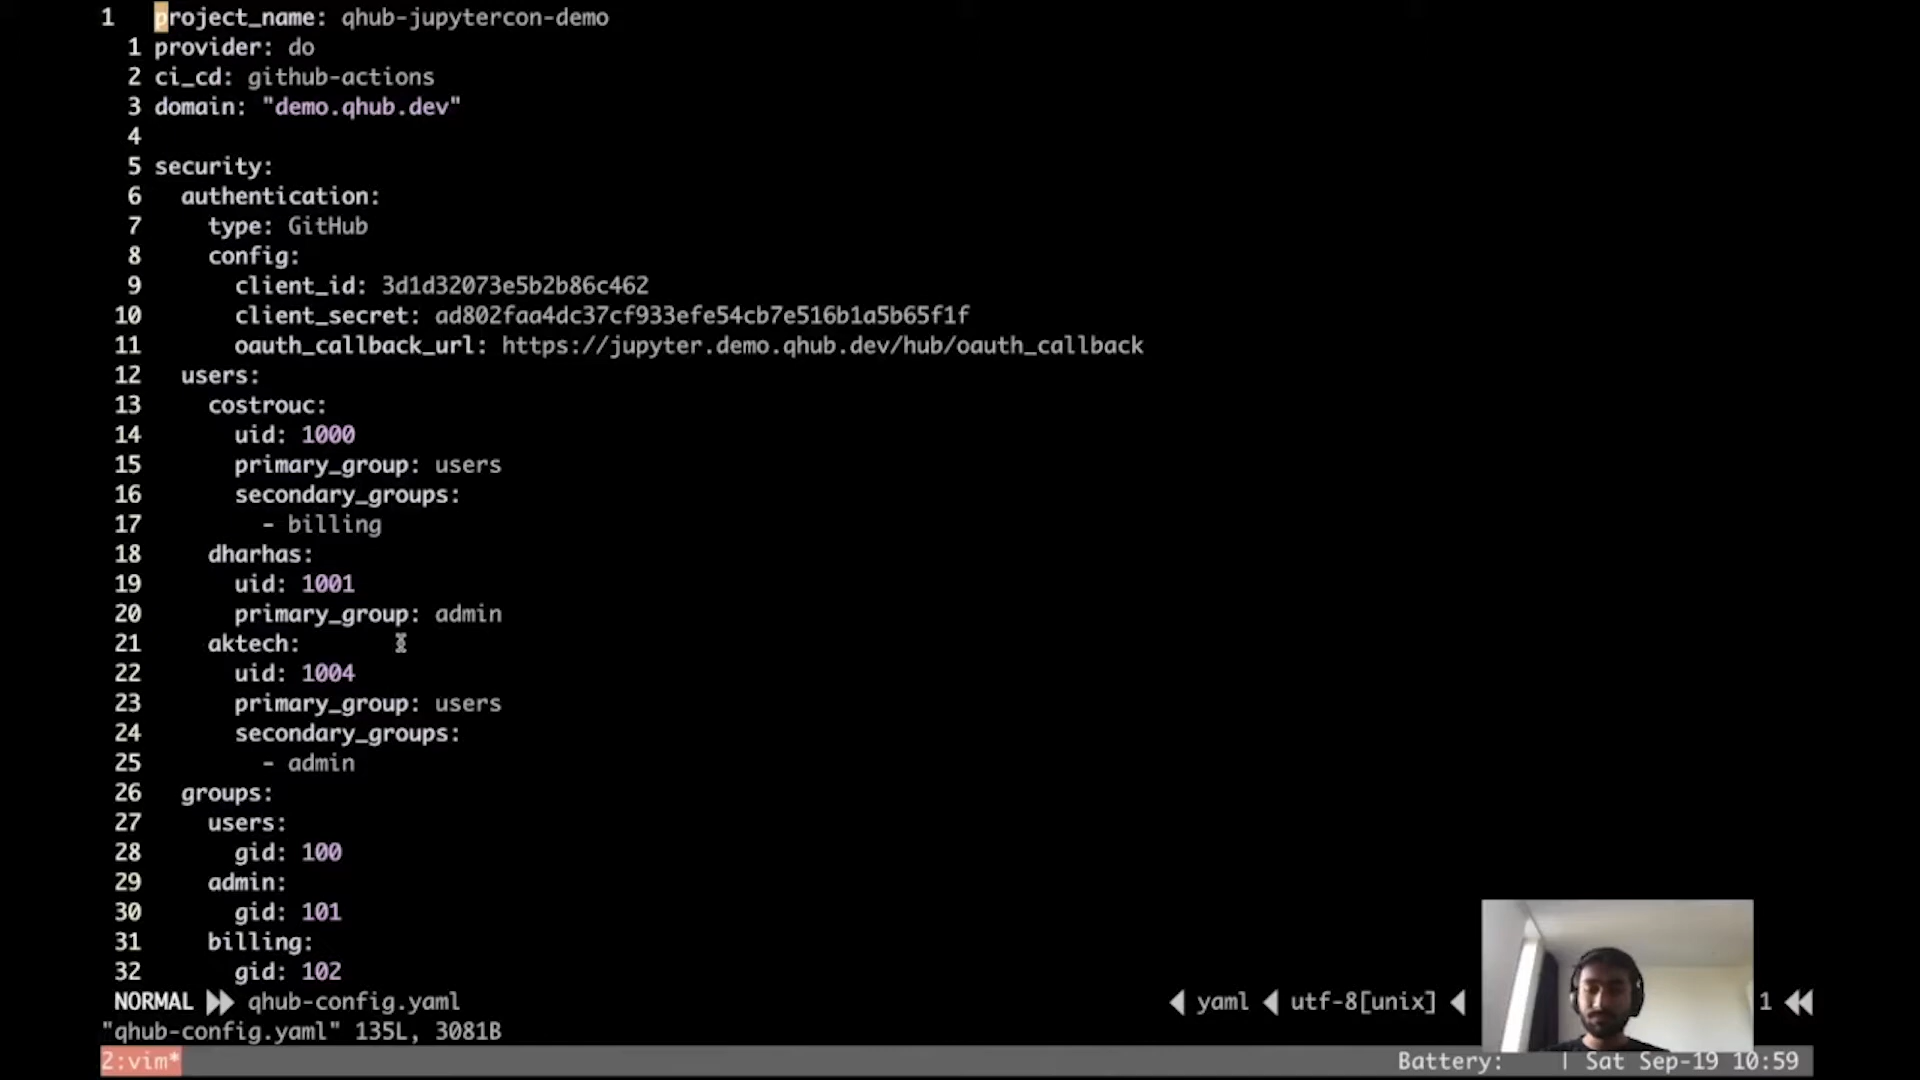 1 project_name: qhub-jupytercon-demo
1 provider: do
2 ci_cd: github-actions
3 domain: "demo.qhub.dev"
4
5 security:
6 authentication:
7 type: GitHub
8 config:
9 client_id: 3d1d32073e5b2b86c462
10 client_secret: ad802faa4dc37cf933efe54cb7e516b1a5b65f1f
11 oauth_callback_url: https://jupyter.demo.qhub.dev/hub/oauth_callback
12 users:
13 costrouc:
14 uid: 1000
15 primary_group: users
16 secondary_groups:
17 - billing
18 dharhas:
19 uid: 1001
20 primary_group: admin
21 aktech:
22 uid: 1004
23 primary_group: users
24 secondary_groups:
25 - admin
26 groups:
27 users:
28 gid: 100
29 admin:
30 gid: 101
31 billing:
32 gid: 102
NORMAL qhub-config.yaml yaml utf-8[unix] 1
"qhub-config.yaml" 135L, 3081B
2:vim* Battery: | Sat Sep-19 10:59